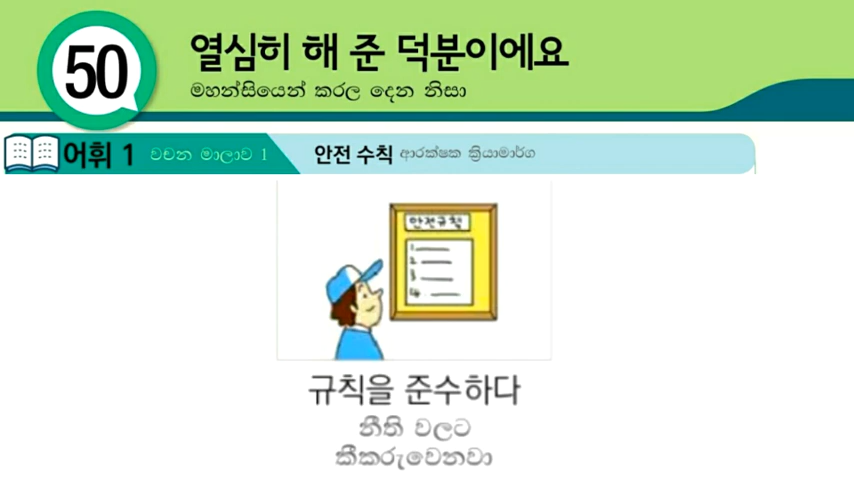 50
열심히 해 준 덕분이에요
මහන්සියෙන් කරල දෙන නිසා
어휘 1 වචන මාලාව 1 안전 수칙 ආරක්ෂක ක්‍රියාමාර්ග
안전규칙
1.
2.
3.
4.
규칙을 준수하다
නීති වලට
කීකරුවෙනවා